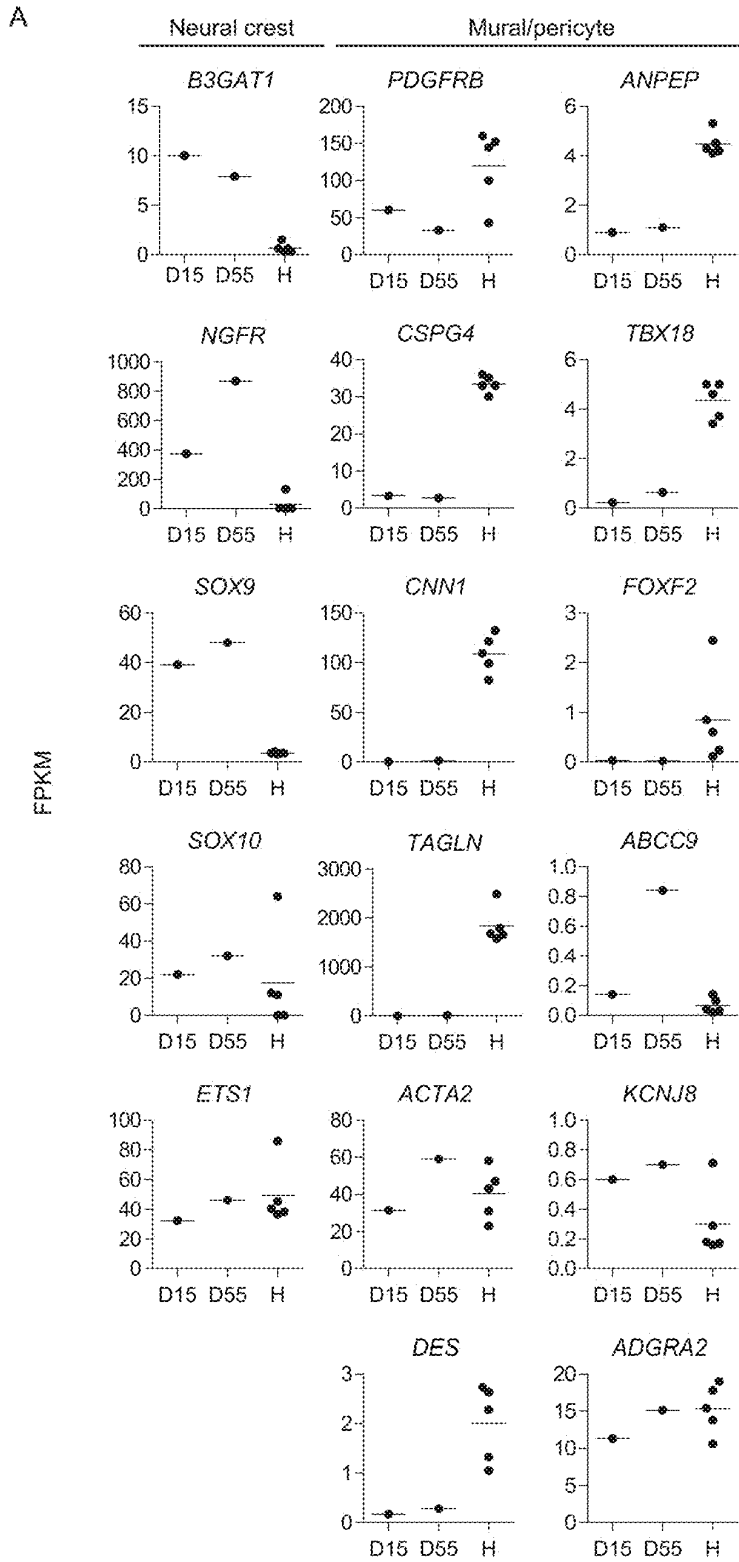 A
Neural crest Mural/pericyte
B3GAT1 PDGFRB ANPEP
15 200 6
150
10 4
100
5 2
50
0 0 0
D15 D55 H D15 D55 H D15 D55 H
NGFR CSPG4 TBX18
1000 40 6
800 30
600 4
20
400 2
200 10
0 0 0
D15 D55 H D15 D55 H D15 D55 H
SOX9 CNN1 FOXF2
60 150 3
40 100 2
20 50 1
0 0 0
D15 D55 H D15 D55 H D15 D55 H
FPKM
SOX10 TAGLN ABCC9
80 3000 1.0
60 0.8
2000
40 0.6
0.4
20 1000
0.2
0 0 0.0
D15 D55 H D15 D55 H D15 D55 H
ETS1 ACTA2 KCNJ8
100 80 1.0
80 60 0.8
60 0.6
40 40 0.4
20 20 0.2
0 0 0.0
D15 D55 H D15 D55 H D15 D55 H
DES ADGRA2
3 20
2 15
10
1 5
0 0
D15 D55 H D15 D55 H